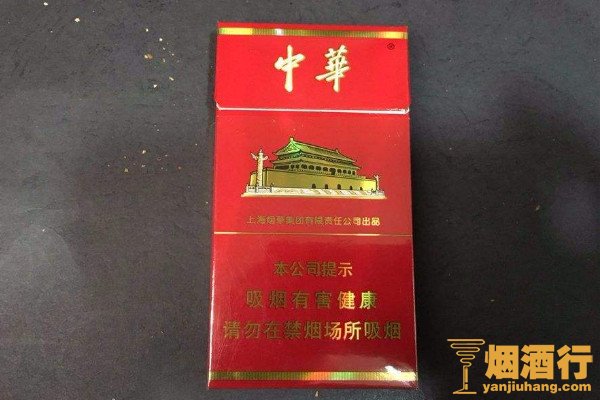 中華
®
上海烟草集团有限责任公司出品
本公司提示
吸烟有害健康
请勿在禁烟场所吸烟
烟酒行
yanjiuhang.com